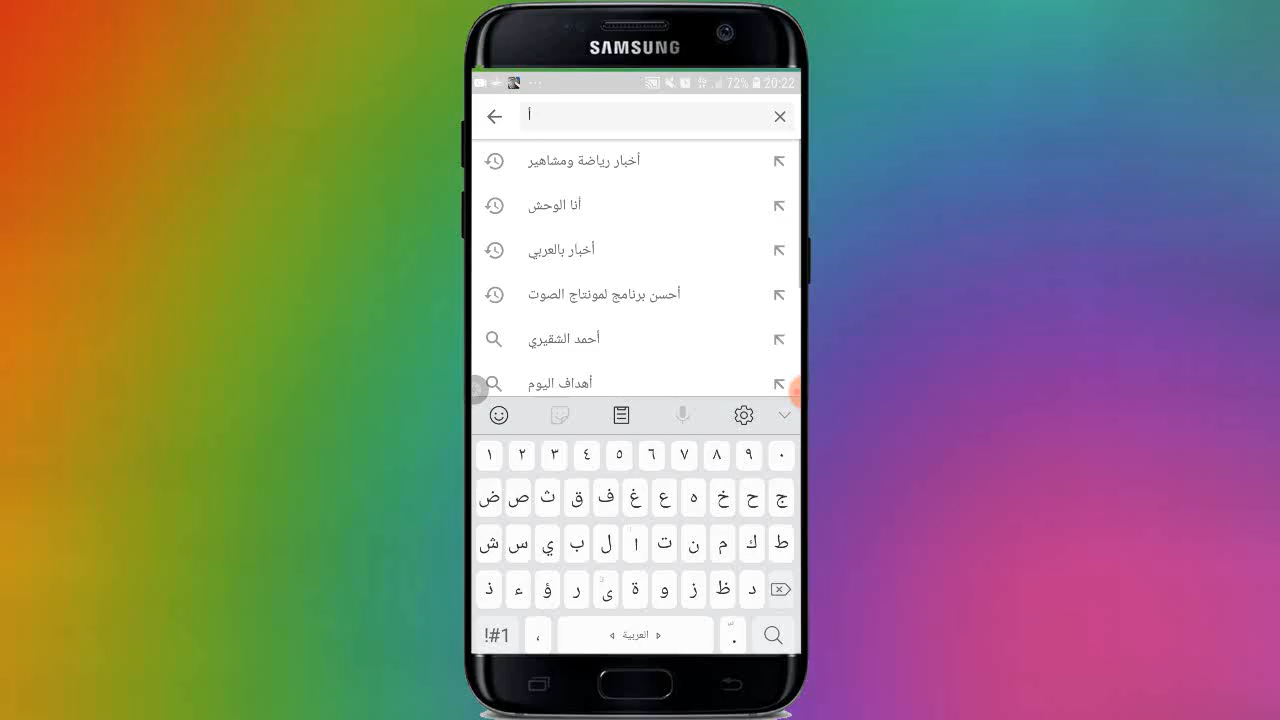 SAMSUNG
72% 20:22
أ
أخبار رياضة ومشاهير
أنا الوحش
أخبار بالعربي
أحسن برنامج لمونتاج الصوت
أحمد الشقيري
أهداف اليوم
١ ٢ ٣ ٤ ٥ ٦ ٧ ٨ ٩ ٠
ض ص ث ق ف غ ع ه خ ح ج
ش س ي ب ل ا ت ن م ك ط
ذ ء ؤ ر ى ة و ز ظ د
!#1 ، العربية .